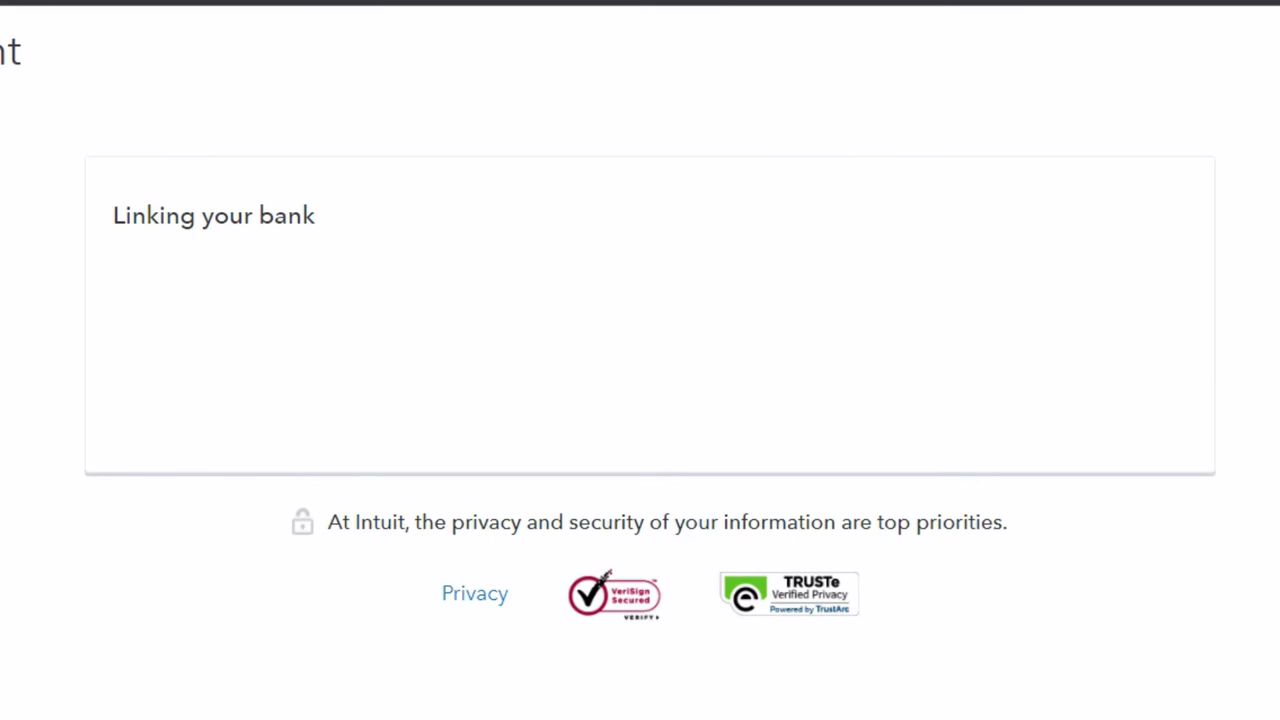 nt
Linking your bank
At Intuit, the privacy and security of your information are top priorities.
Privacy
VeriSign
Secured
VERIFY
TRUSTe
Verified Privacy
Powered by TrustArc